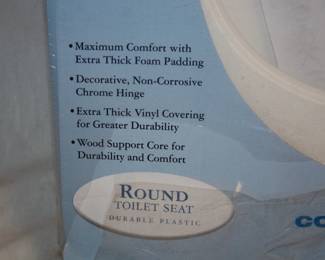 • Maximum Comfort with
Extra Thick Foam Padding
• Decorative, Non-Corrosive
Chrome Hinge
• Extra Thick Vinyl Covering
for Greater Durability
• Wood Support Core for
Durability and Comfort
ROUND
TOILET SEAT
DURABLE PLASTIC
CO